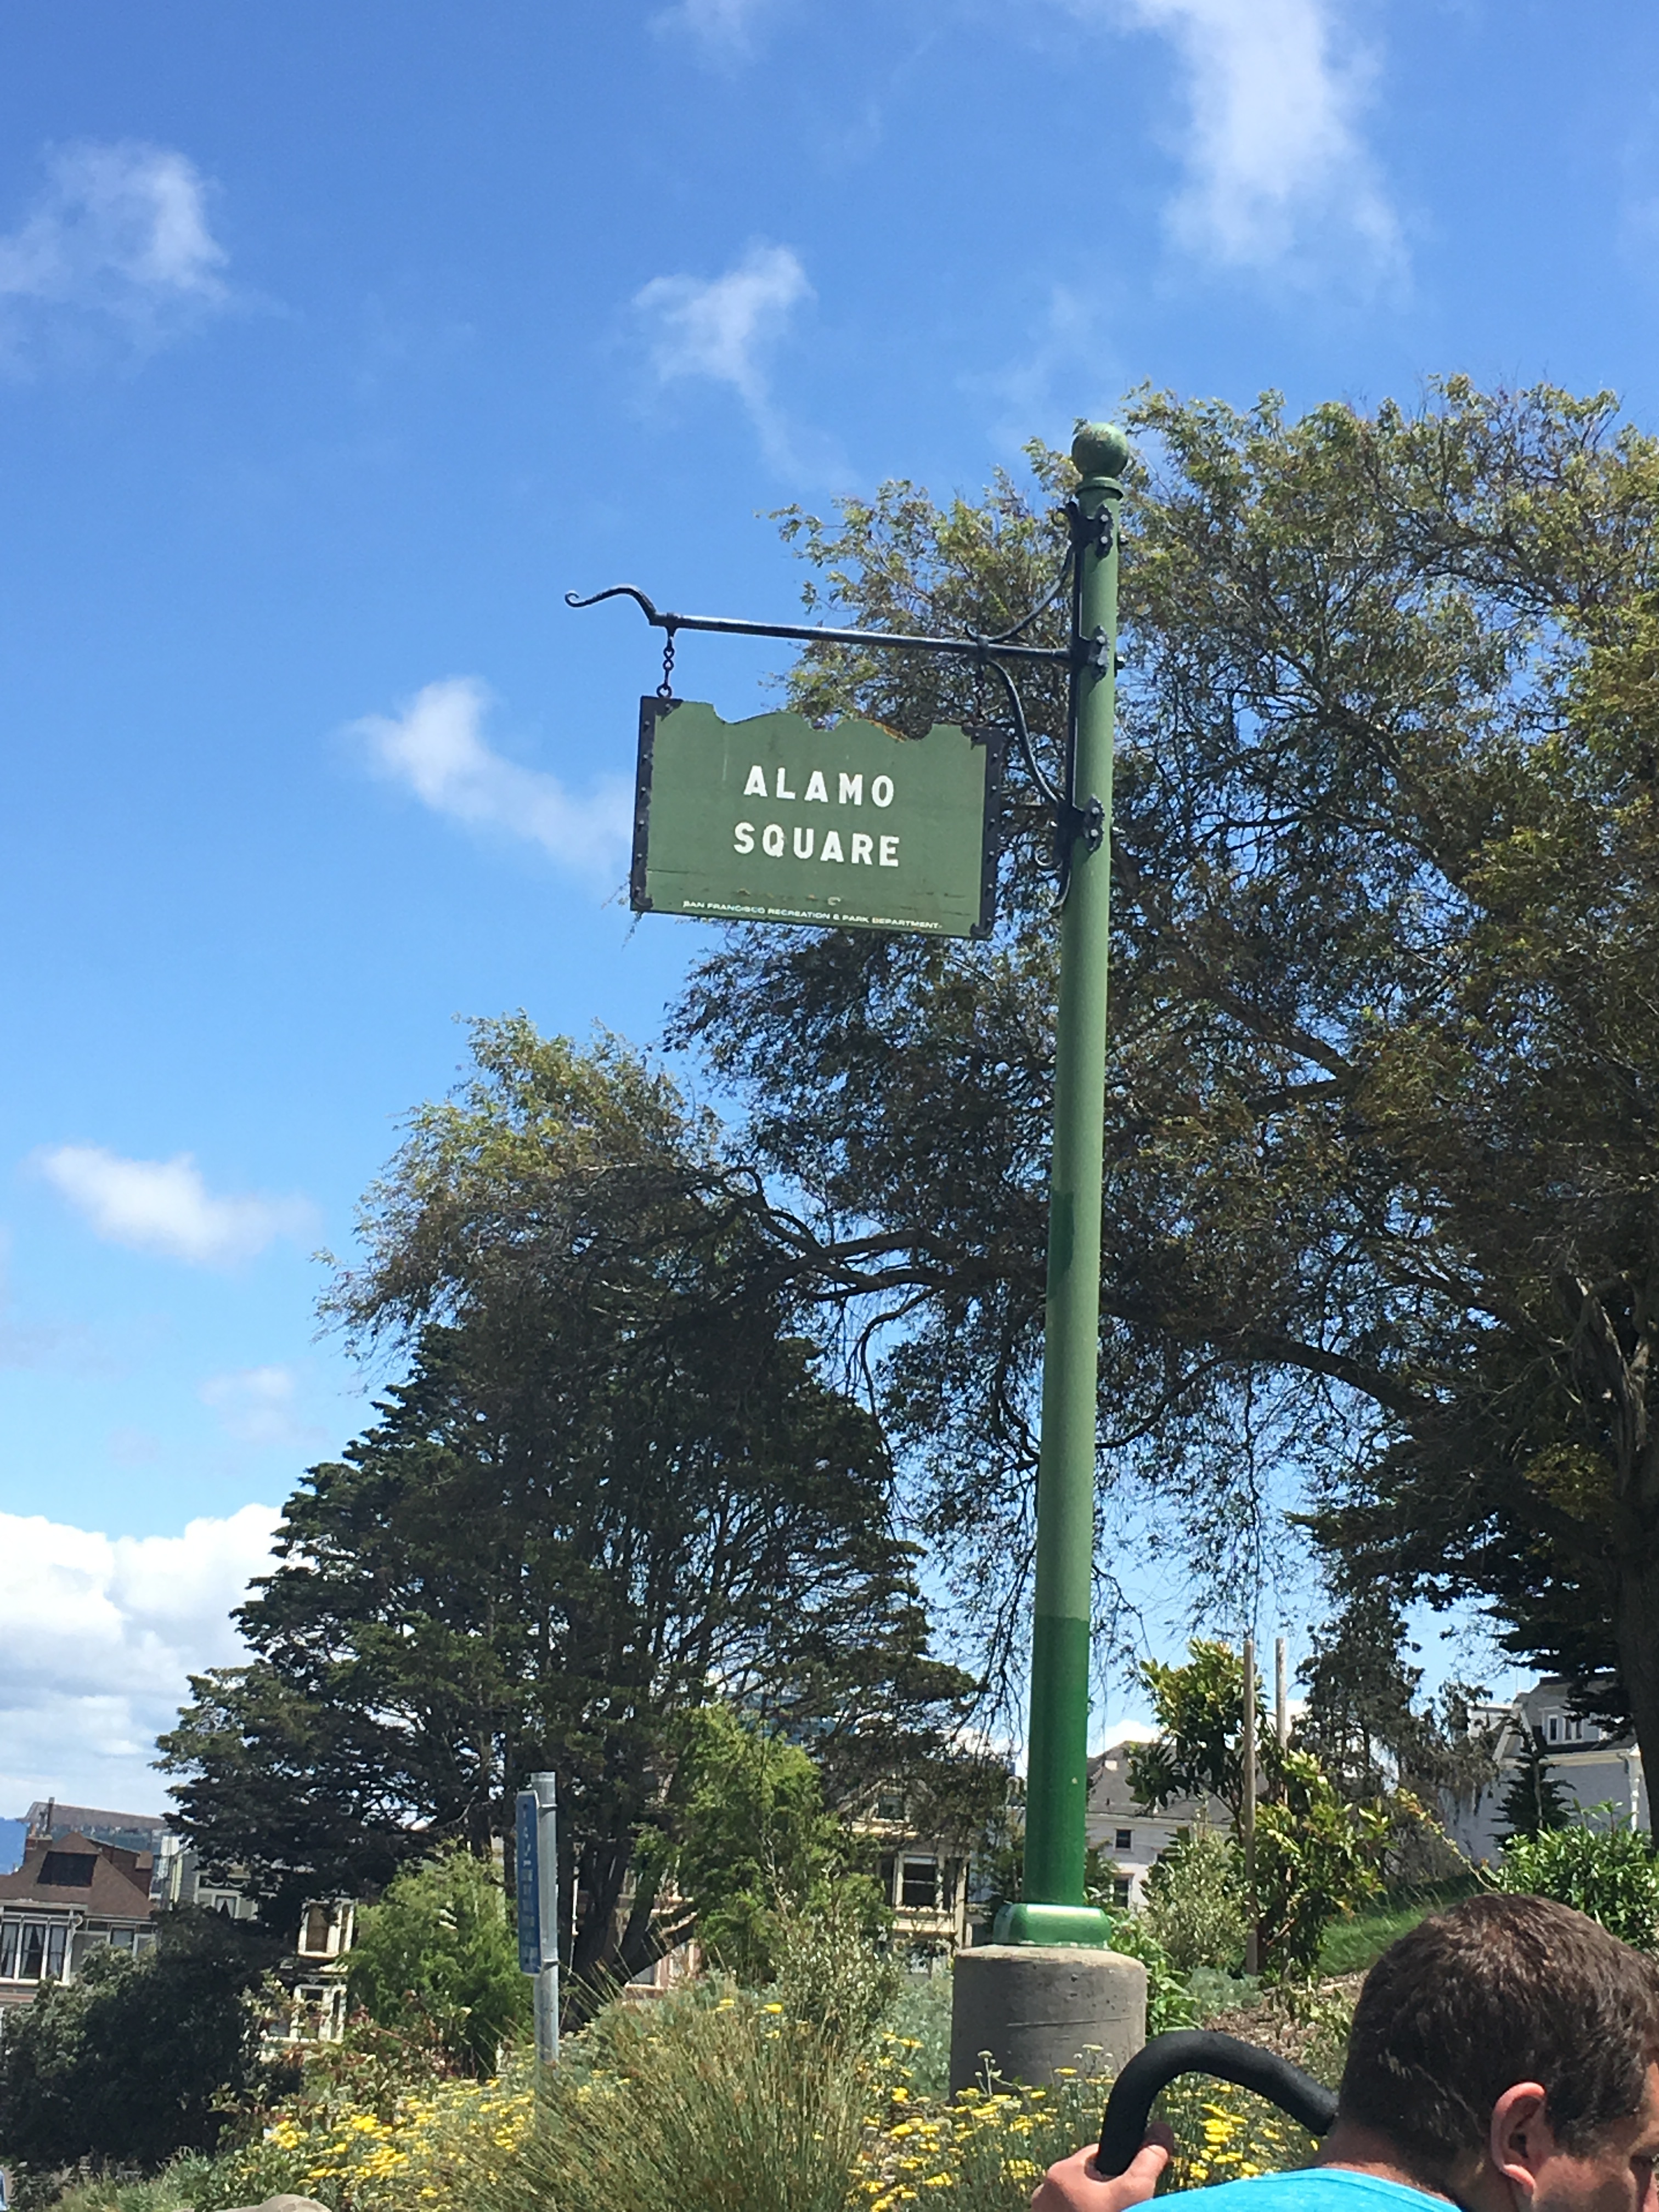 ALAMO
SQUARE
SAN FRANCISCO RECREATION & PARK DEPARTMENT